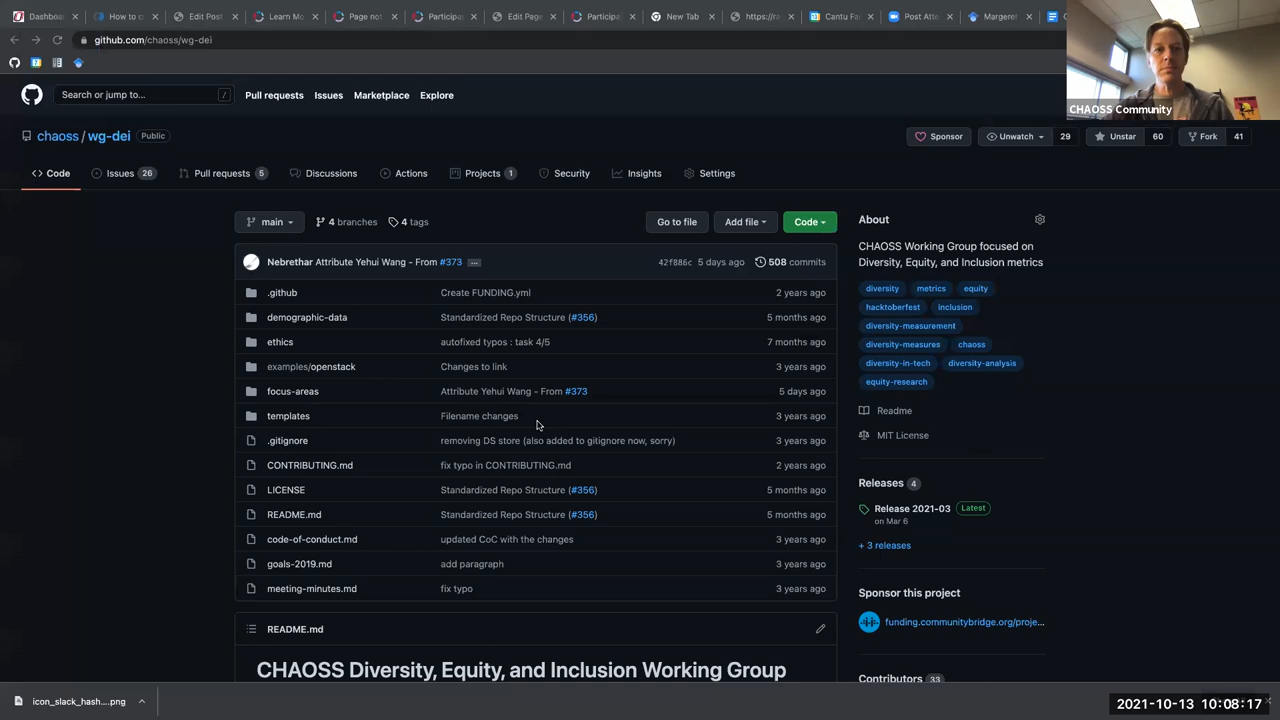 Dashboa
How to c
Edit Post
Learn Mo
Page not
Participat
Edit Page
Participa
New Tab
https://ra
Cantu Fa
Post Atte
Margeret
github.com/chaoss/wg-dei
Search or jump to...
/
Pull requests
Issues
Marketplace
Explore
CHAOSS Community
chaoss / wg-dei
Public
Sponsor
Unwatch
29
Unstar
60
Fork
41
Code
Issues 26
Pull requests 5
Discussions
Actions
Projects 1
Security
Insights
Settings
main
4 branches
4 tags
Go to file
Add file
Code
Nebrethar Attribute Yehui Wang - From #373 ...
42f886c 5 days ago
508 commits
.github Create FUNDING.yml 2 years ago
demographic-data Standardized Repo Structure (#356) 5 months ago
ethics autofixed typos : task 4/5 7 months ago
examples/openstack Changes to link 3 years ago
focus-areas Attribute Yehui Wang - From #373 5 days ago
templates Filename changes 3 years ago
.gitignore removing DS store (also added to gitignore now, sorry) 3 years ago
CONTRIBUTING.md fix typo in CONTRIBUTING.md 2 years ago
LICENSE Standardized Repo Structure (#356) 5 months ago
README.md Standardized Repo Structure (#356) 5 months ago
code-of-conduct.md updated CoC with the changes 3 years ago
goals-2019.md add paragraph 3 years ago
meeting-minutes.md fix typo 3 years ago
README.md
CHAOSS Diversity, Equity, and Inclusion Working Group
About
CHAOSS Working Group focused on
Diversity, Equity, and Inclusion metrics
diversity metrics equity
hacktoberfest inclusion
diversity-measurement
diversity-measures chaoss
diversity-in-tech diversity-analysis
equity-research
Readme
MIT License
Releases 4
Release 2021-03 Latest
on Mar 6
+ 3 releases
Sponsor this project
funding.communitybridge.org/proje...
Contributors 33
icon_slack_hash....png
2021-10-13 10:08:17